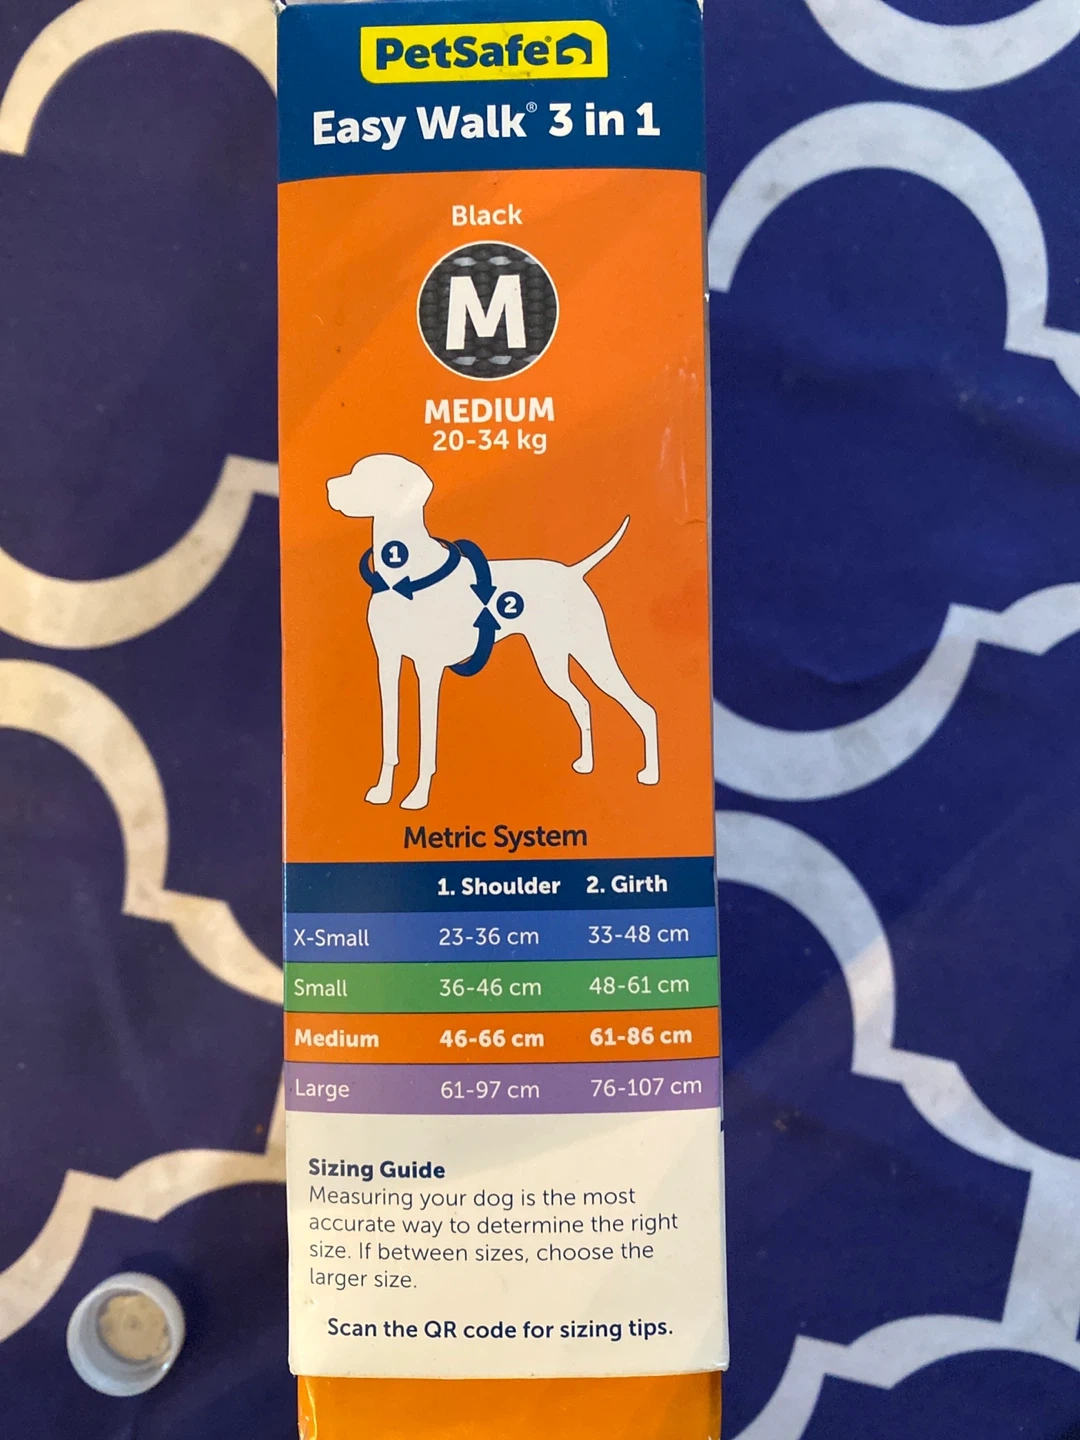 PetSafe®
Easy Walk® 3 in 1
Black
M
MEDIUM
20-34 kg
1
2
Metric System
1. Shoulder 2. Girth
X-Small 23-36 cm 33-48 cm
Small 36-46 cm 48-61 cm
Medium 46-66 cm 61-86 cm
Large 61-97 cm 76-107 cm
Sizing Guide
Measuring your dog is the most
accurate way to determine the right
size. If between sizes, choose the
larger size.
Scan the QR code for sizing tips.